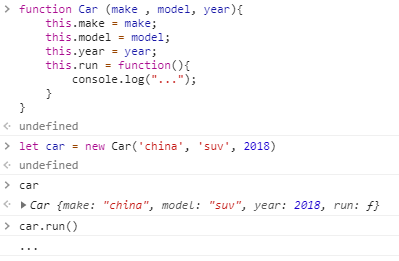 > function Car (make , model, year){
    this.make = make;
    this.model = model;
    this.year = year;
    this.run = function(){
        console.log("...");
    }
}
undefined
> let car = new Car('china', 'suv', 2018)
undefined
> car
▶ Car {make: "china", model: "suv", year: 2018, run: ƒ}
> car.run()
...